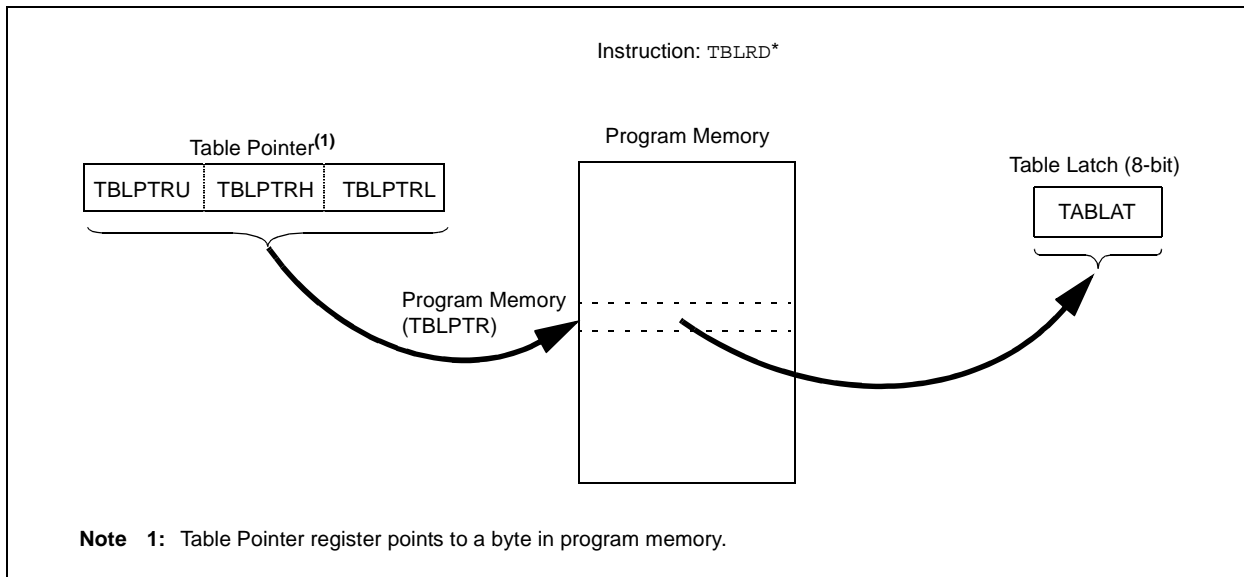 Instruction: TBLRD*
Table Pointer(1)
TBLPTRU TBLPTRH TBLPTRL
Program Memory
Table Latch (8-bit)
TABLAT
Program Memory
(TBLPTR)
Note 1: Table Pointer register points to a byte in program memory.